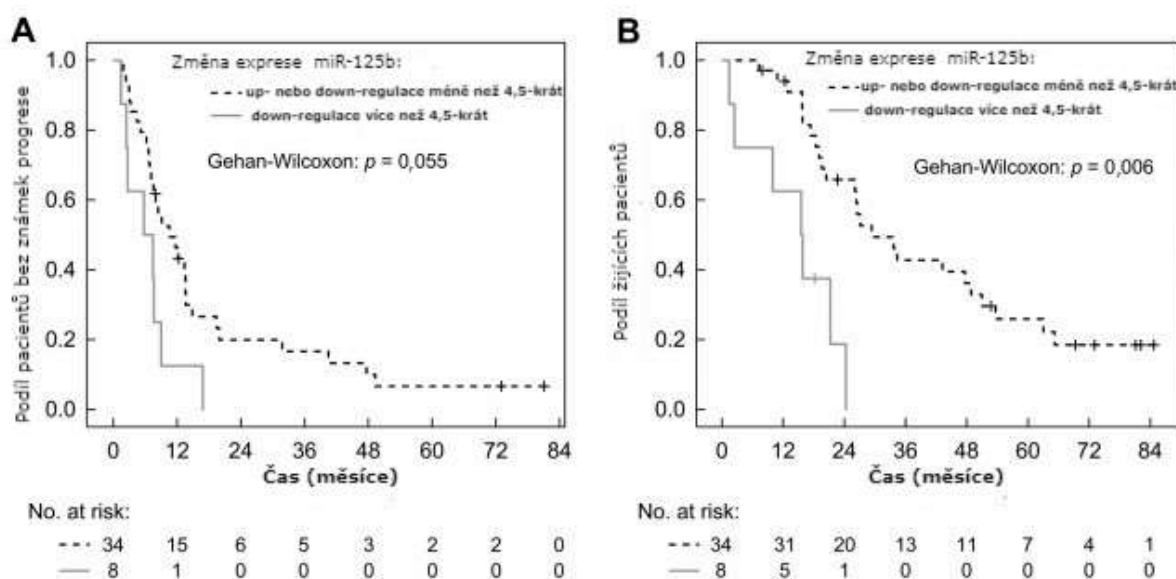 A
Změna exprese miR-125b:
up- nebo down-regulace méně než 4,5-krát
down-regulace více než 4,5-krát
Gehan-Wilcoxon: p = 0,055
Podíl pacientů bez známek progrese
1.0
0.8
0.6
0.4
0.2
0.0
0 12 24 36 48 60 72 84
Čas (měsíce)
No. at risk:
34 15 6 5 3 2 2 0
8 1 0 0 0 0 0 0
B
Změna exprese miR-125b:
up- nebo down-regulace méně než 4,5-krát
down-regulace více než 4,5-krát
Gehan-Wilcoxon: p = 0,006
Podíl žijících pacientů
1.0
0.8
0.6
0.4
0.2
0.0
0 12 24 36 48 60 72 84
Čas (měsíce)
No. at risk:
34 31 20 13 11 7 4 1
8 5 1 0 0 0 0 0